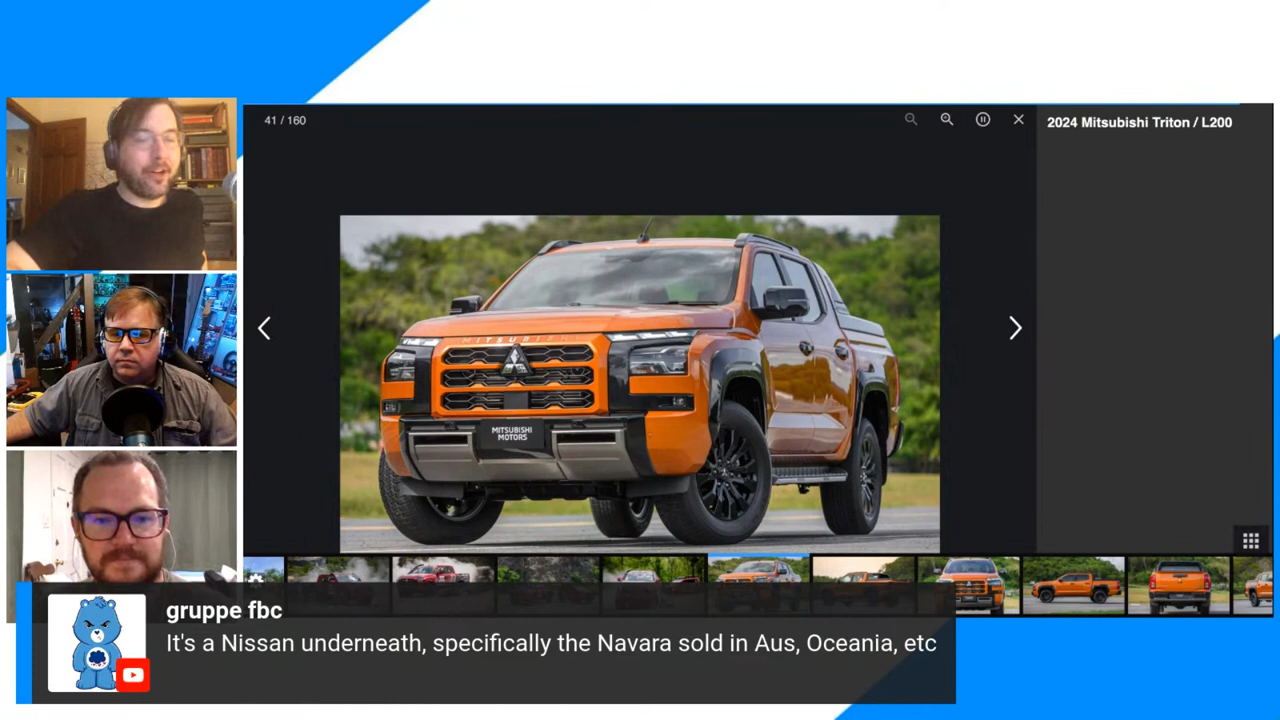 41 / 160
2024 Mitsubishi Triton / L200
MITSUBISHI
MITSUBISHI
MOTORS
gruppe fbc
It's a Nissan underneath, specifically the Navara sold in Aus, Oceania, etc